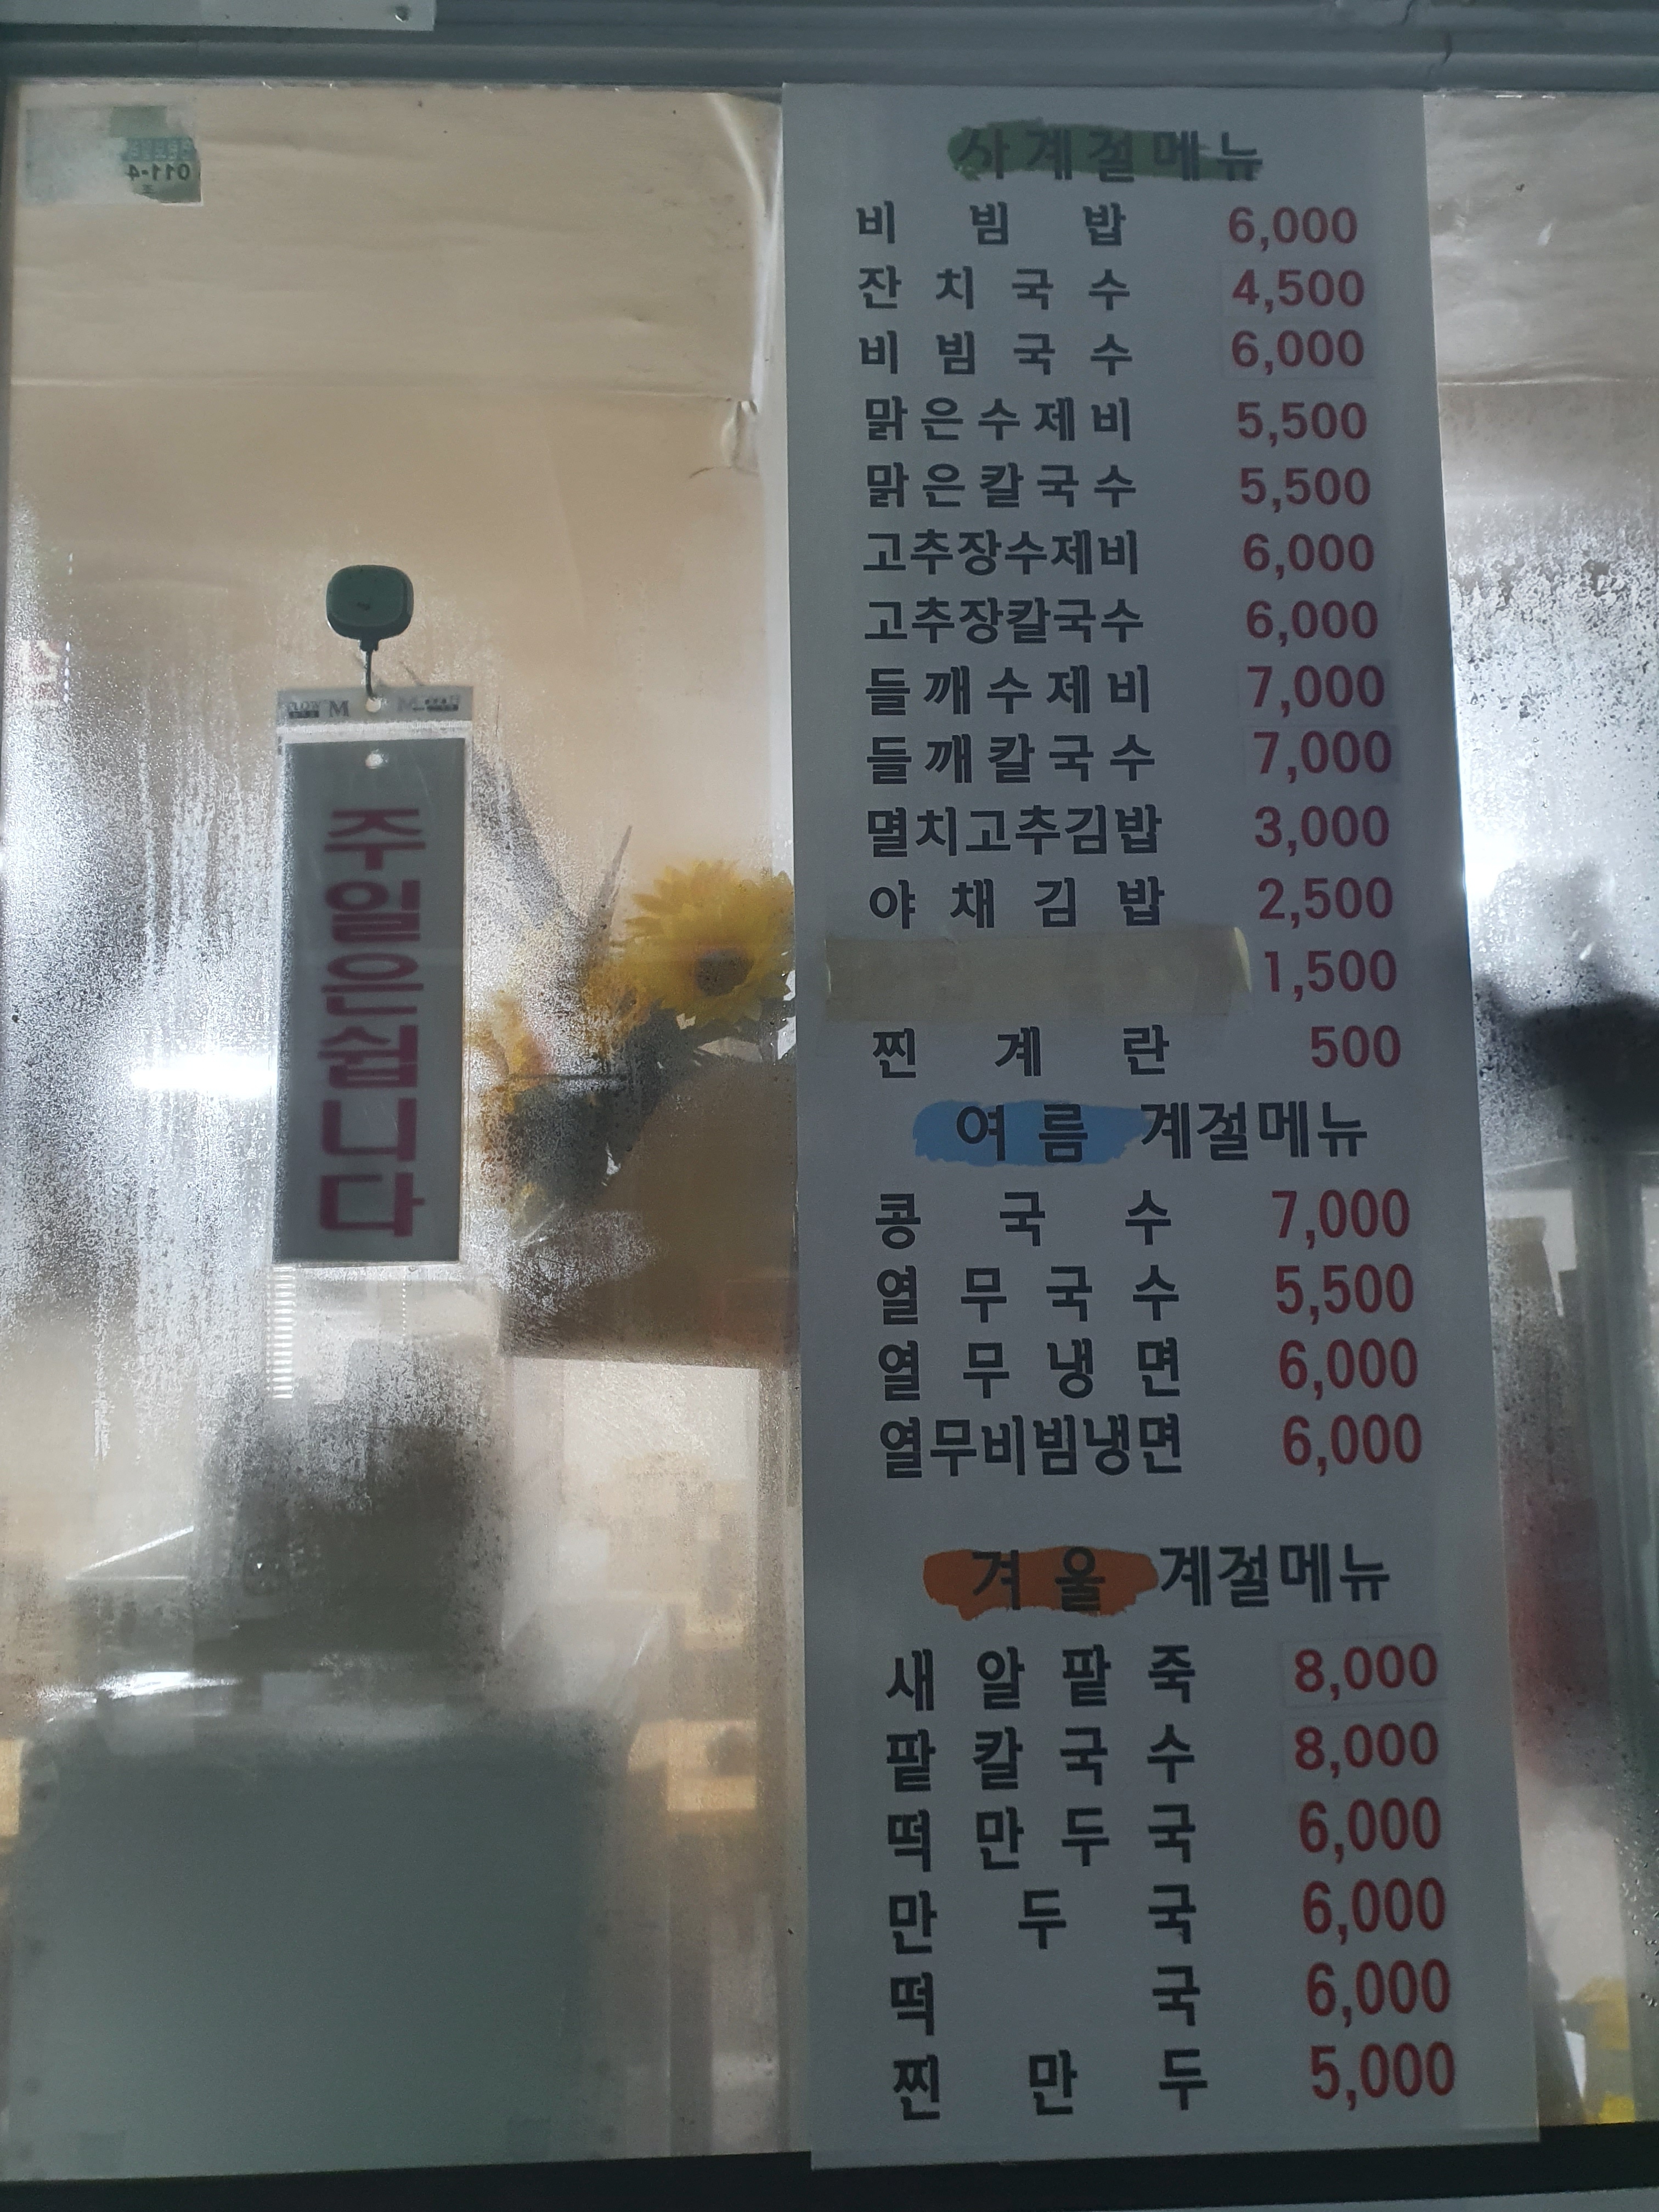 주일은쉽니다
사계절메뉴
비빔밥 6,000
잔치국수 4,500
비빔국수 6,000
맑은수제비 5,500
맑은칼국수 5,500
고추장수제비 6,000
고추장칼국수 6,000
들깨수제비 7,000
들깨칼국수 7,000
멸치고추김밥 3,000
야채김밥 2,500
1,500
찐계란 500
여름 계절메뉴
콩국수 7,000
열무국수 5,500
열무냉면 6,000
열무비빔냉면 6,000
겨울 계절메뉴
새알팥죽 8,000
팥칼국수 8,000
떡만두국 6,000
만두국 6,000
떡국 6,000
찐만두 5,000